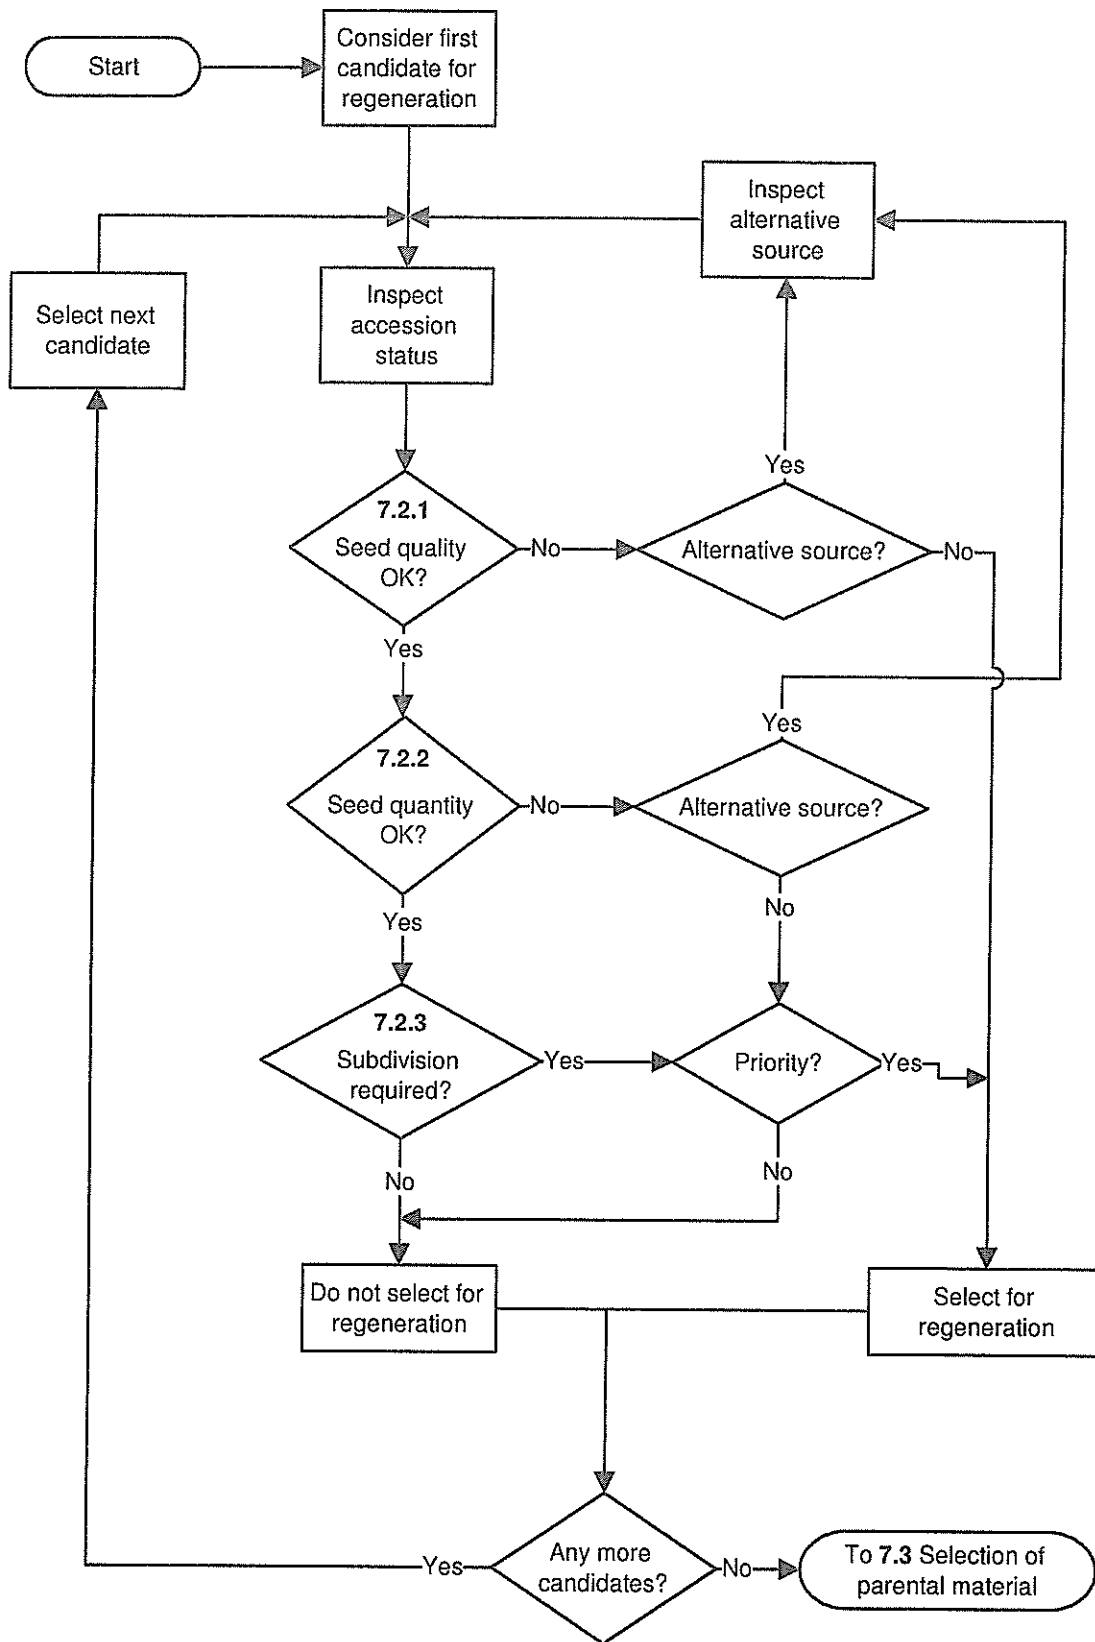 Start
Consider first
candidate for
regeneration
Inspect
alternative
source
Select next
candidate
Inspect
accession
status
Yes
7.2.1
Seed quality
OK?
No
Alternative source?
No
Yes
Yes
7.2.2
Seed quantity
OK?
No
Alternative source?
Yes
No
7.2.3
Subdivision
required?
Yes
Priority?
Yes
No
No
Do not select for
regeneration
Select for
regeneration
Yes
Any more
candidates?
No
To 7.3 Selection of
parental material